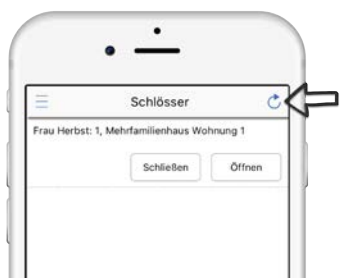 Schlösser
Frau Herbst: 1, Mehrfamilienhaus Wohnung 1
Schließen Öffnen